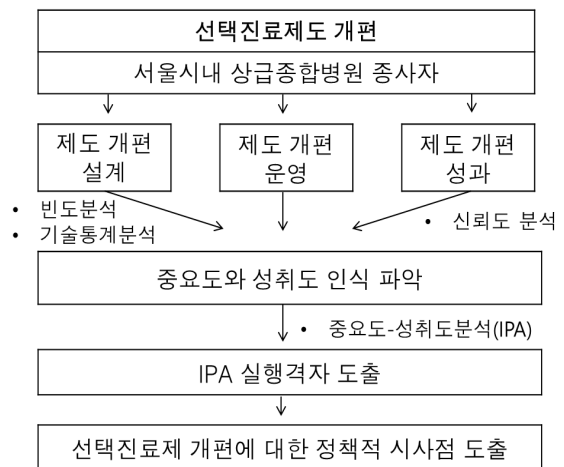 선택진료제도 개편
서울시내 상급종합병원 종사자
제도 개편
설계
제도 개편
운영
제도 개편
성과
• 빈도분석
• 기술통계분석
• 신뢰도 분석
중요도와 성취도 인식 파악
• 중요도-성취도분석(IPA)
IPA 실행격자 도출
선택진료제 개편에 대한 정책적 시사점 도출